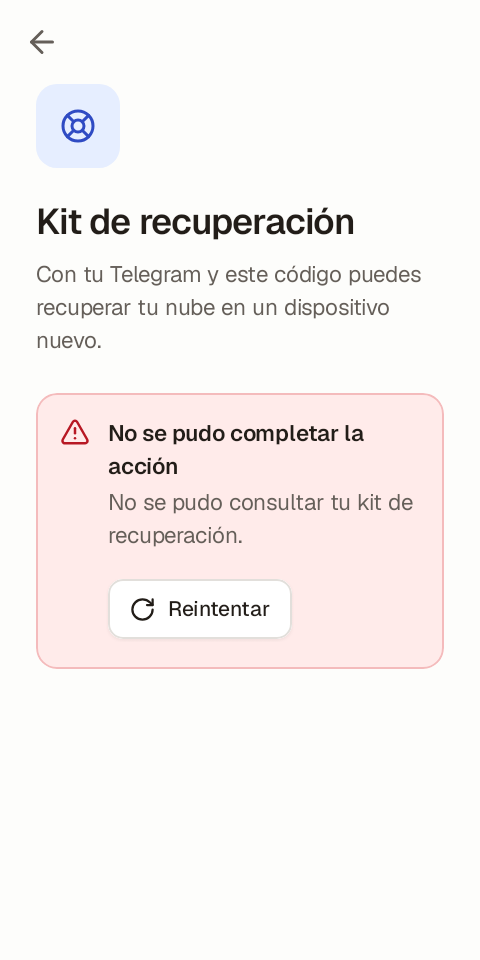 Kit de recuperación
Con tu Telegram y este código puedes
recuperar tu nube en un dispositivo
nuevo.
No se pudo completar la
acción
No se pudo consultar tu kit de
recuperación.
Reintentar